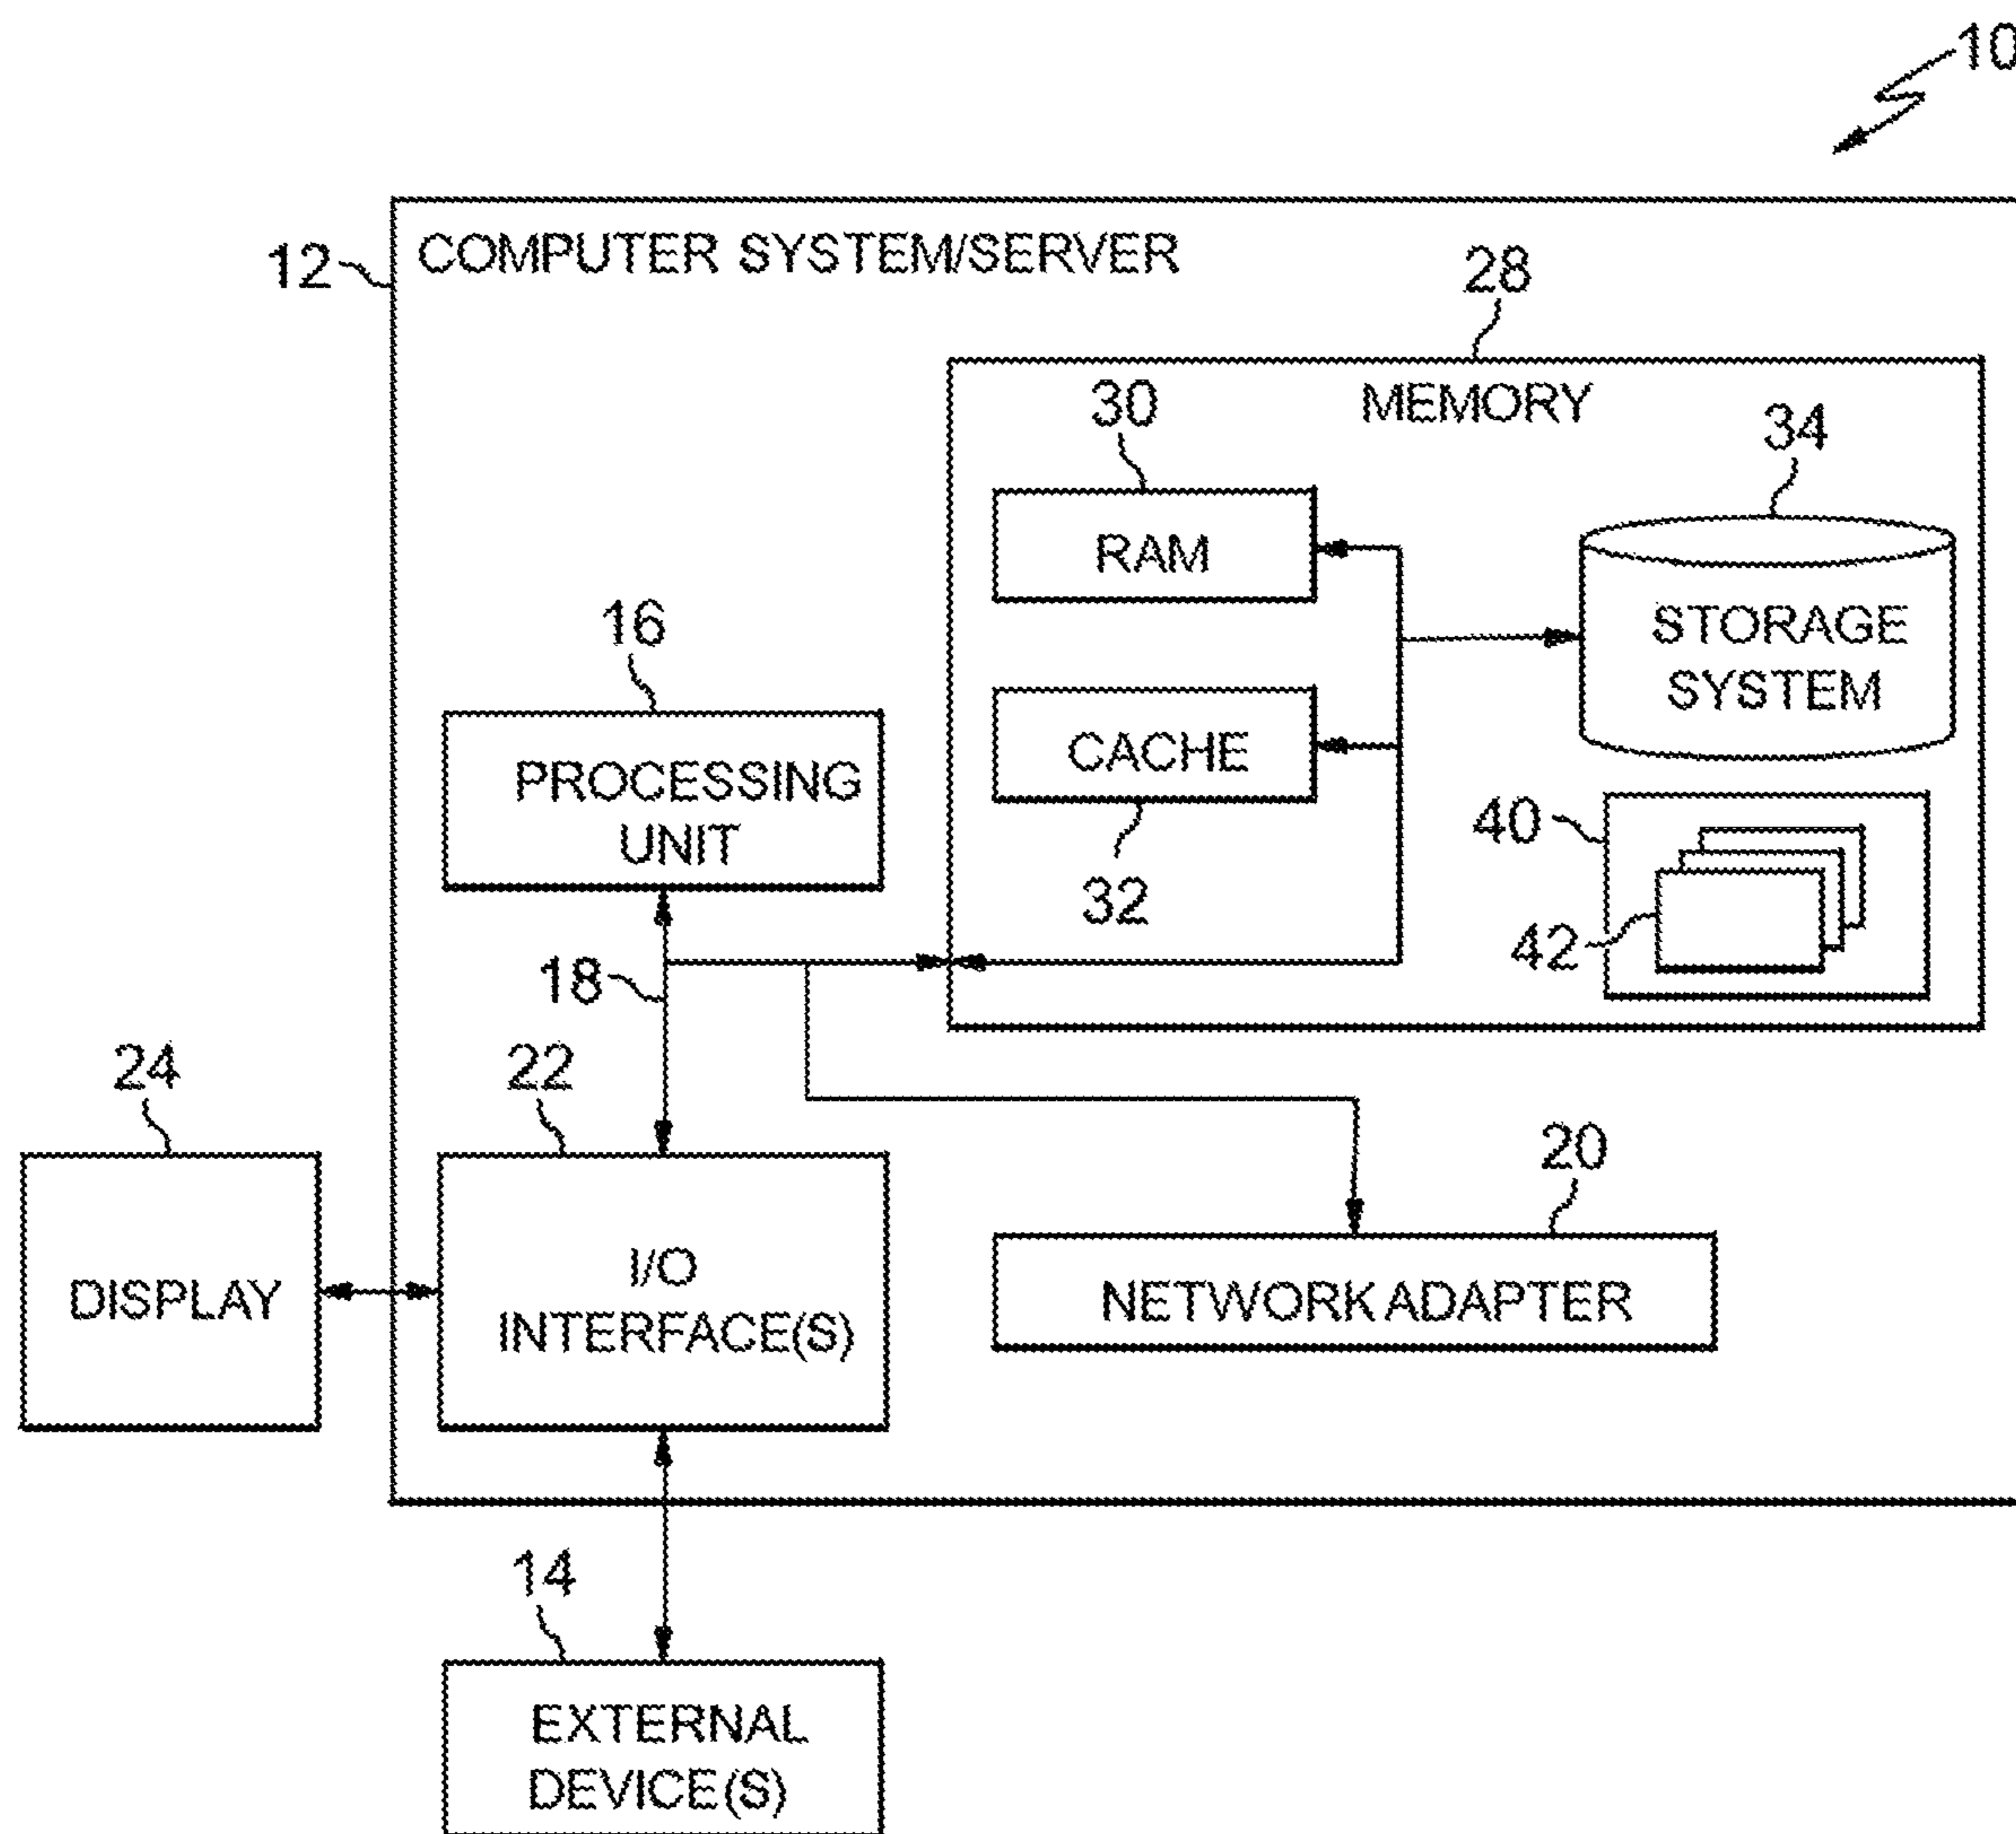 10
12
COMPUTER SYSTEM/SERVER
28
MEMORY
30
34
RAM
STORAGE
SYSTEM
16
CACHE
PROCESSING
UNIT
40
32
42
18
24
22
20
DISPLAY
I/O
INTERFACE(S)
NETWORK ADAPTER
14
EXTERNAL
DEVICE(S)